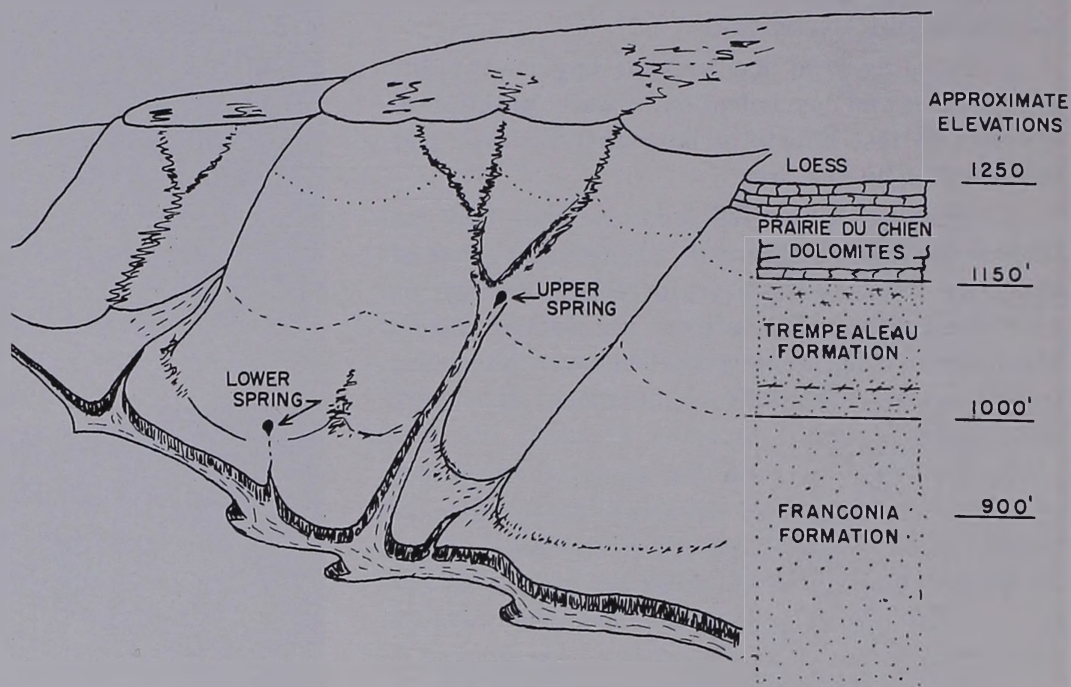 APPROXIMATE
ELEVATIONS
LOESS
1250
PRAIRIE DU CHIEN
DOLOMITES
1150'
UPPER
SPRING
TREMPEALEAU
FORMATION
LOWER
SPRING
1000'
900'
FRANCONIA
FORMATION